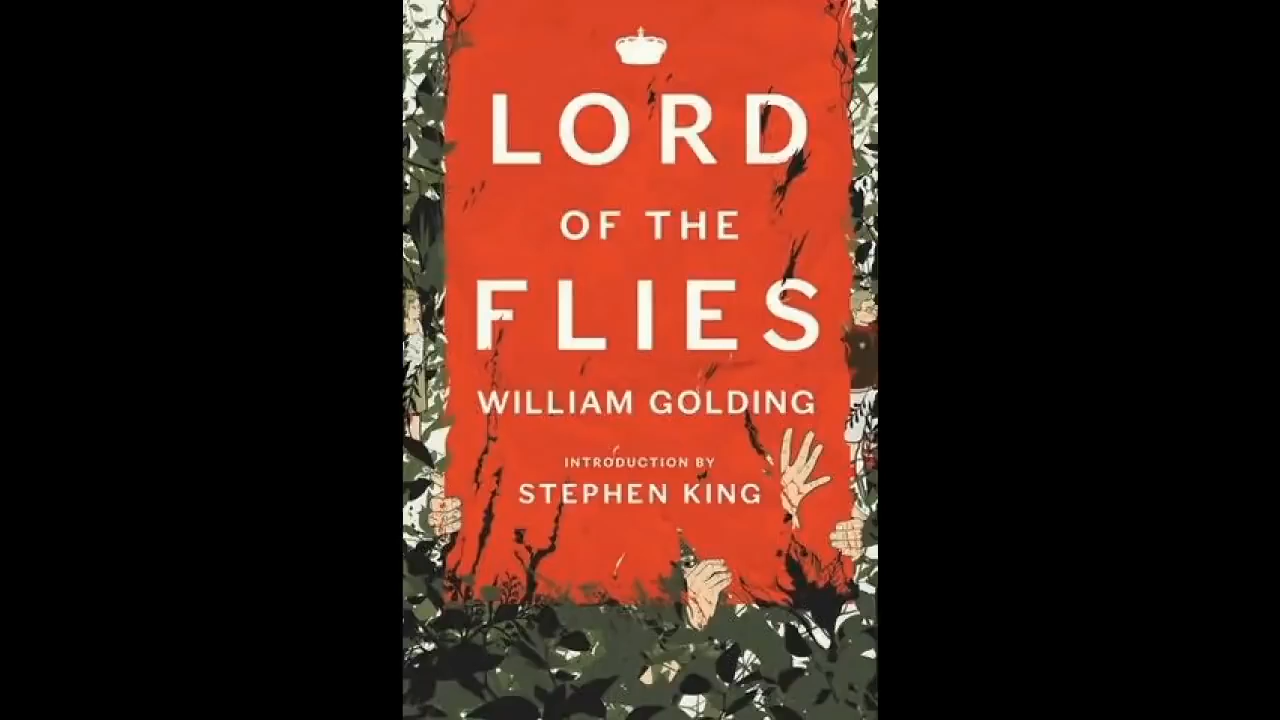 LORD
OF THE
FLIES
WILLIAM GOLDING
INTRODUCTION BY
STEPHEN KING